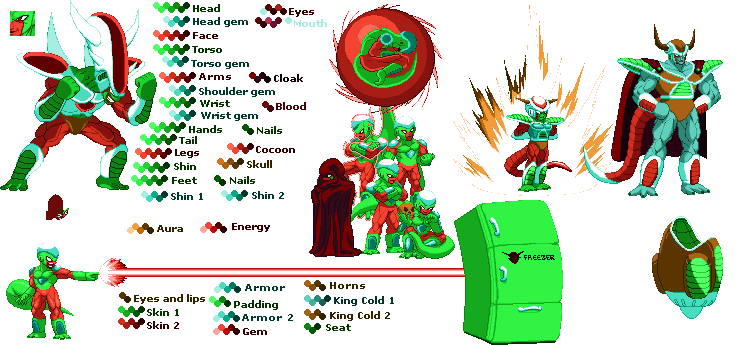 Head
Eyes
Head gem
Mouth
Face
Torso
Torso gem
Arms
Cloak
Shoulder gem
Wrist
Blood
Wrist gem
Hands
Nails
Tail
Legs
Cocoon
Shin
Skull
Feet
Nails
Shin 1
Shin 2
Aura
Energy
FREEZER
Eyes and lips
Skin 1
Skin 2
Armor
Padding
Armor 2
Gem
Horns
King Cold 1
King Cold 2
Seat